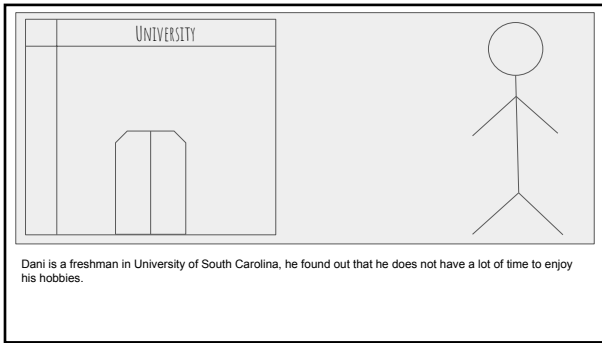 UNIVERSITY
Dani is a freshman in University of South Carolina, he found out that he does not have a lot of time to enjoy
his hobbies.